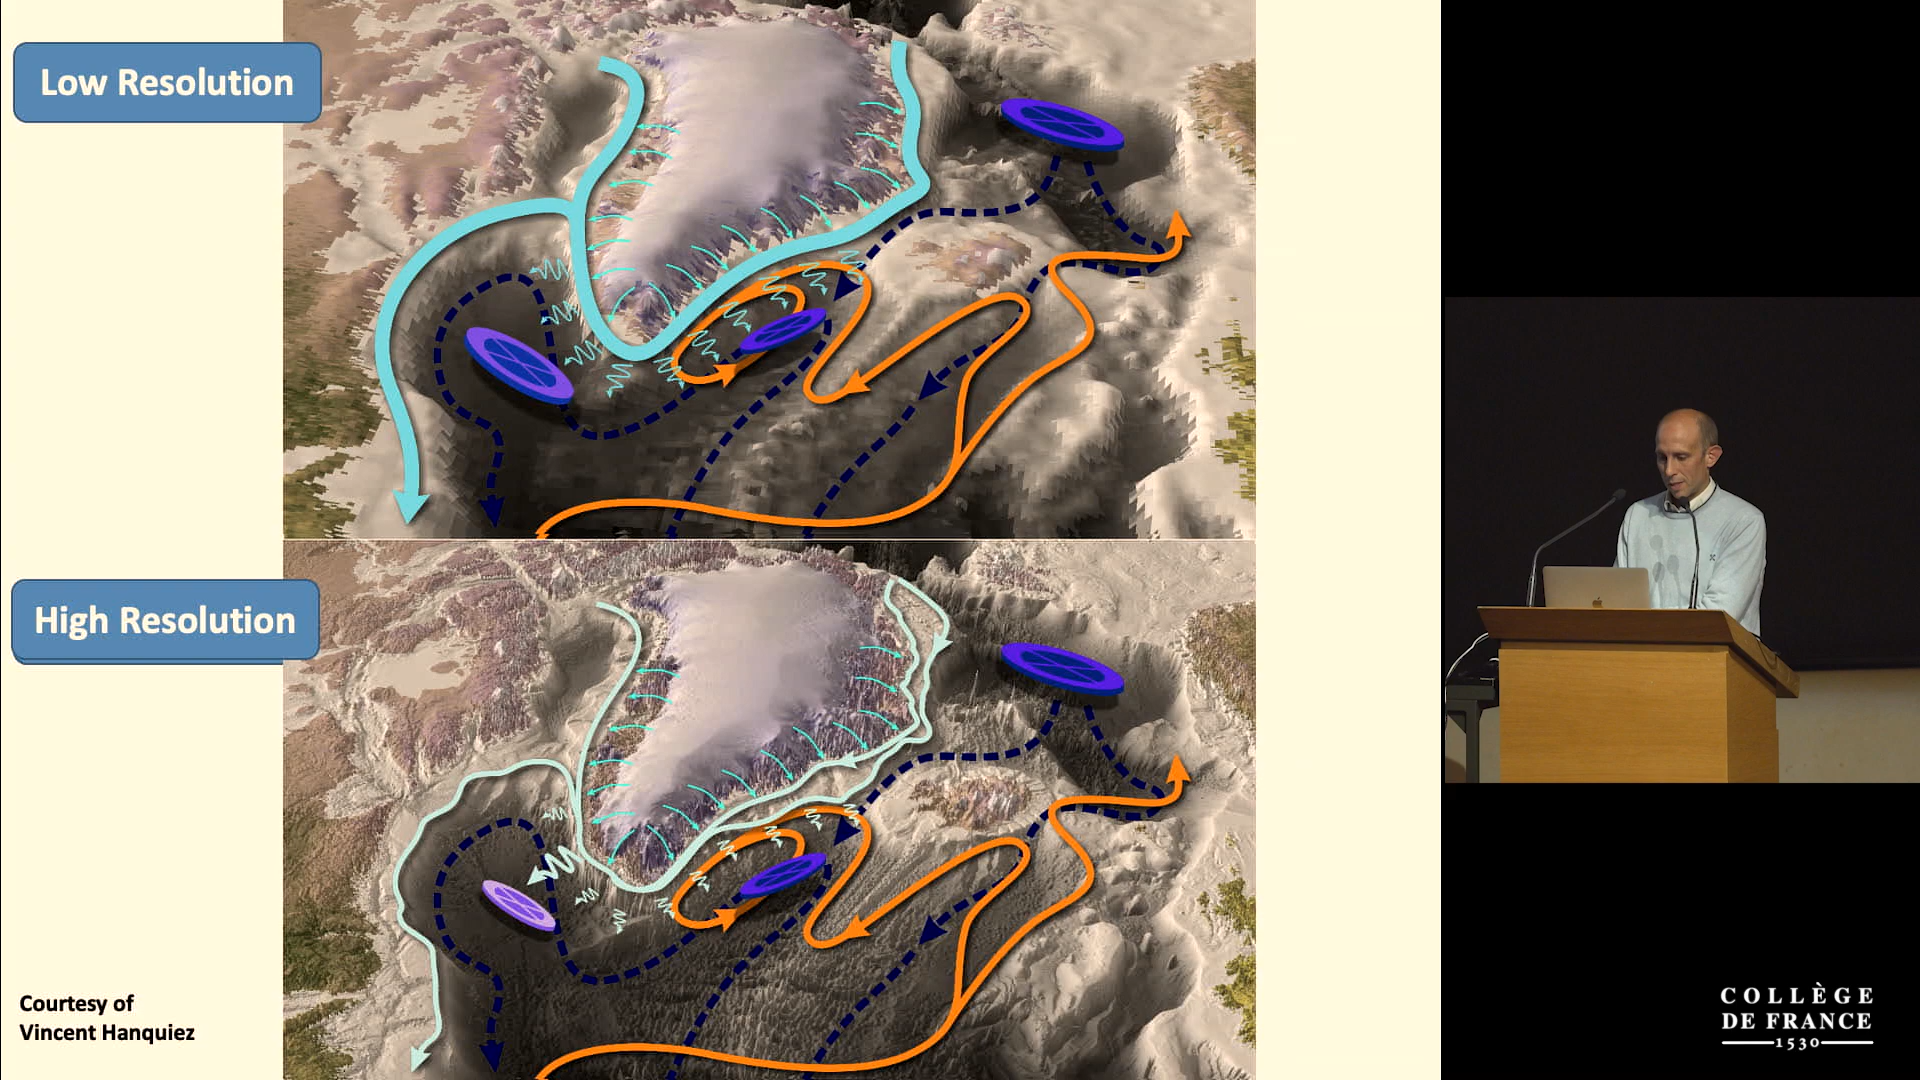 Low Resolution
High Resolution
Courtesy of
Vincent Hanquiez
COLLÈGE
DE FRANCE
1530